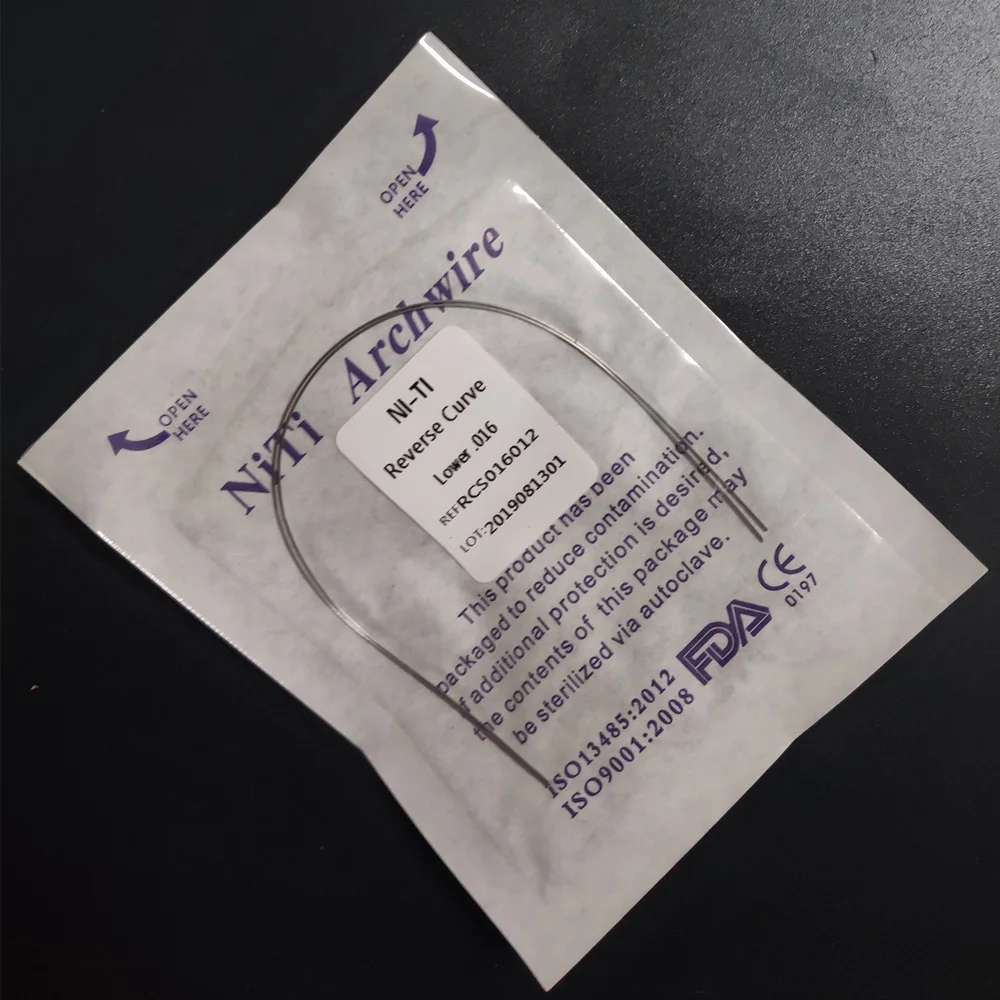 OPEN
HERE
OPEN
HERE
NiTi Archwire
NI-TI
Reverse Curve
Lower .016
REF:RCS016012
LOT:2019081301
This product has been
packaged to reduce contamination.
if additional protection is desired,
the contents of this package may
be sterilized via autoclave.
ISO13485:2012
ISO9001:2008
FDA
CE
0197